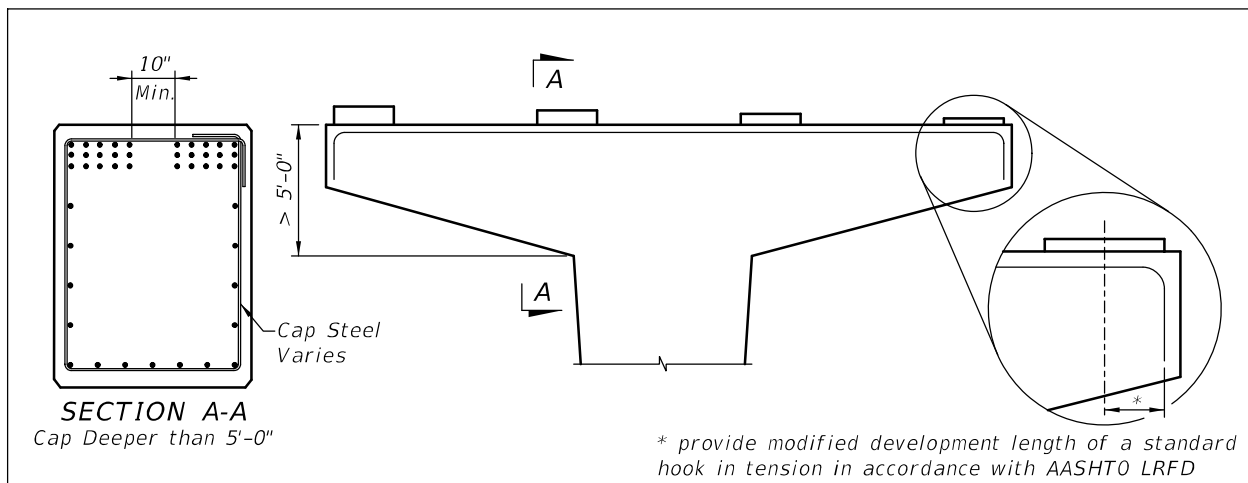 10"
Min.
A
> 5'-0"
A
Cap Steel
Varies
SECTION A-A
Cap Deeper than 5'-0"
*
* provide modified development length of a standard
hook in tension in accordance with AASHTO LRFD